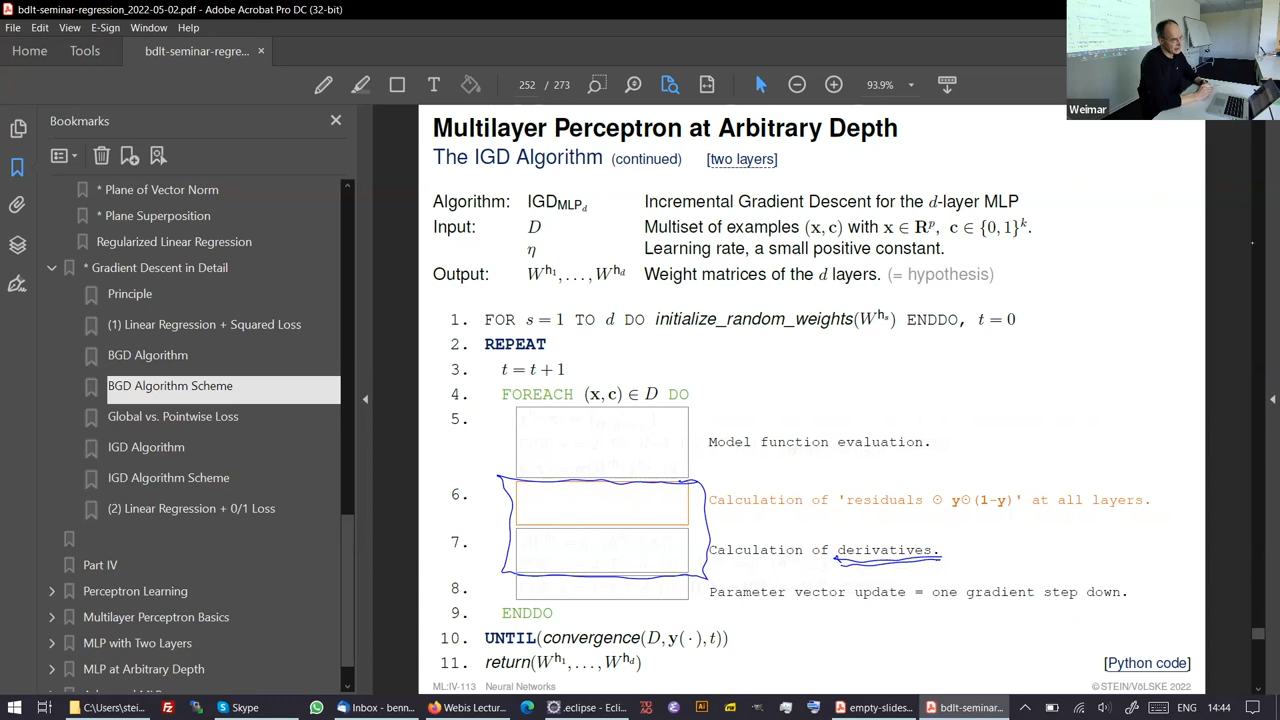 bdlt-seminar-regression_2022-05-02.pdf - Adobe Acrobat Pro DC (32-bit)
File Edit View E-Sign Window Help
Home Tools bdlt-seminar-regre... ×
252 / 273 93.9%
Weimar
Bookmarks
* Plane of Vector Norm
* Plane Superposition
Regularized Linear Regression
* Gradient Descent in Detail
Principle
(1) Linear Regression + Squared Loss
BGD Algorithm
BGD Algorithm Scheme
Global vs. Pointwise Loss
IGD Algorithm
IGD Algorithm Scheme
(2) Linear Regression + 0/1 Loss
Part IV
Perceptron Learning
Multilayer Perceptron Basics
MLP with Two Layers
MLP at Arbitrary Depth
Multilayer Perceptron at Arbitrary Depth
The IGD Algorithm (continued) [two layers]
Algorithm: IGD_MLP_d Incremental Gradient Descent for the d-layer MLP
Input: D Multiset of examples (x, c) with x ∈ R^p, c ∈ {0, 1}^k.
η Learning rate, a small positive constant.
Output: W^h_1, . . . , W^h_d Weight matrices of the d layers. (= hypothesis)
1. FOR s = 1 TO d DO initialize_random_weights(W^h_s) ENDDO, t = 0
2. REPEAT
3. t = t + 1
4. FOREACH (x, c) ∈ D DO
5. Model function evaluation.
6. Calculation of 'residuals ⊙ y⊙(1-y)' at all layers.
7. Calculation of derivatives.
8. Parameter vector update = one gradient step down.
9. ENDDO
10. UNTIL(convergence(D, y( · ), t))
11. return(W^h_1, . . . , W^h_d)
[Python code]
ML:IV-113 Neural Networks © STEIN/VÖLSKE 2022
C:\Users\stei... Skype Inbox - benn... Webis Lectur... .eclipse - Ecli... empty-slides... bdlt-seminar... ENG 14:44